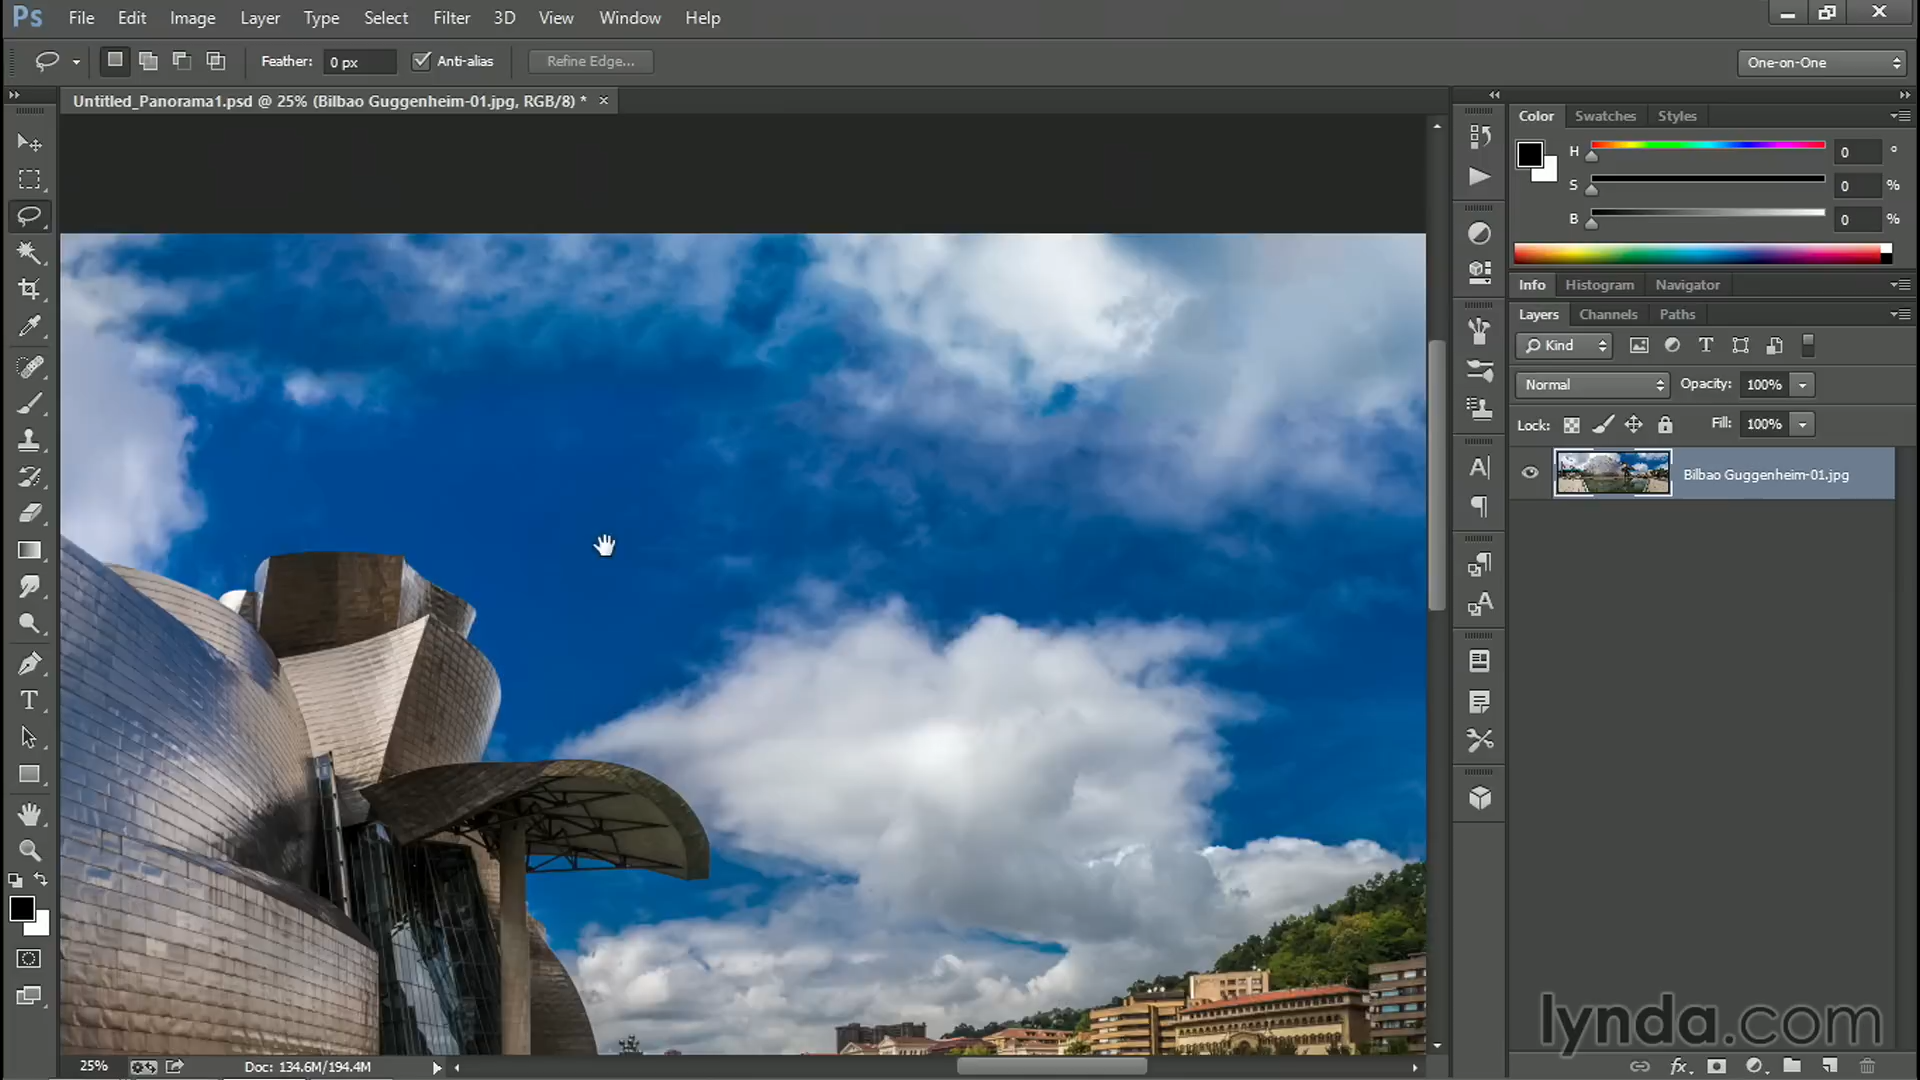 Ps File Edit Image Layer Type Select Filter 3D View Window Help
Feather: 0 px Anti-alias Refine Edge... One-on-One
Untitled_Panorama1.psd @ 25% (Bilbao Guggenheim-01.jpg, RGB/8) * ×
Color Swatches Styles
H 0 °
S 0 %
B 0 %
Info Histogram Navigator
Layers Channels Paths
Kind
Normal Opacity: 100%
Lock: Fill: 100%
Bilbao Guggenheim-01.jpg
lynda.com
25% Doc: 134.6M/194.4M
fx